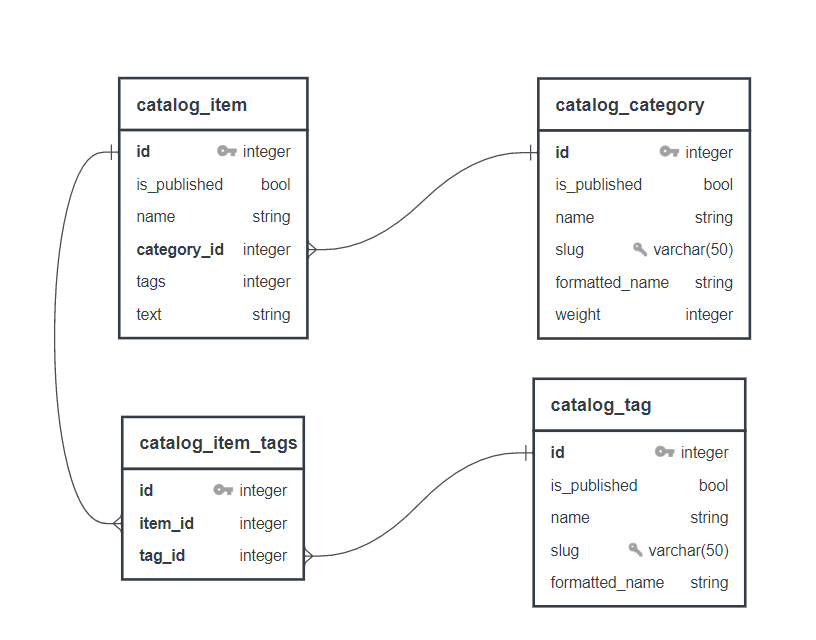 catalog_item
id integer
is_published bool
name string
category_id integer
tags integer
text string
catalog_category
id integer
is_published bool
name string
slug varchar(50)
formatted_name string
weight integer
catalog_item_tags
id integer
item_id integer
tag_id integer
catalog_tag
id integer
is_published bool
name string
slug varchar(50)
formatted_name string